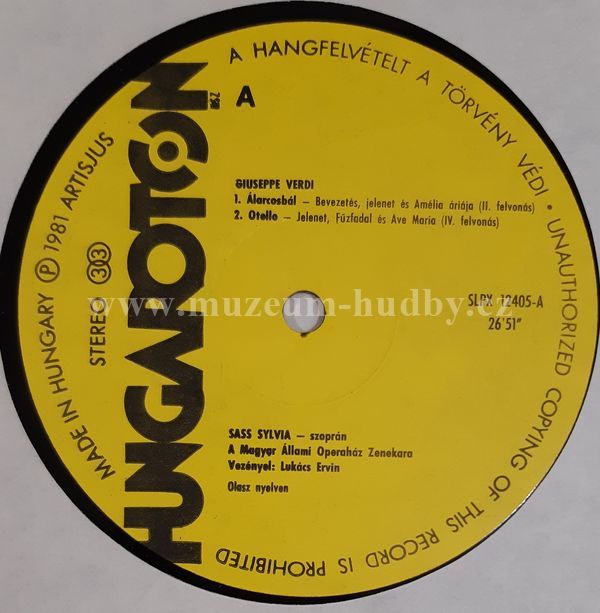 A HANGFELVÉTELT A TÖRVÉNY VÉDI • UNAUTHORIZED COPYING OF THIS RECORD IS PROHIBITED
MADE IN HUNGARY Ⓟ 1981 ARTISJUS
STEREO 33
HUNGAROTON
A
GIUSEPPE VERDI
1. Álarcosbál – Bevezetés, jelenet és Amélia áriája (II. felvonás)
2. Otello – Jelenet, Fűzfadal és Ave Maria (IV. felvonás)
SLPX 12405-A
26'51"
www.muzeum-hudby.cz
SASS SYLVIA – szoprán
A Magyar Állami Operaház Zenekara
Vezényel: Lukács Ervin
Olasz nyelven